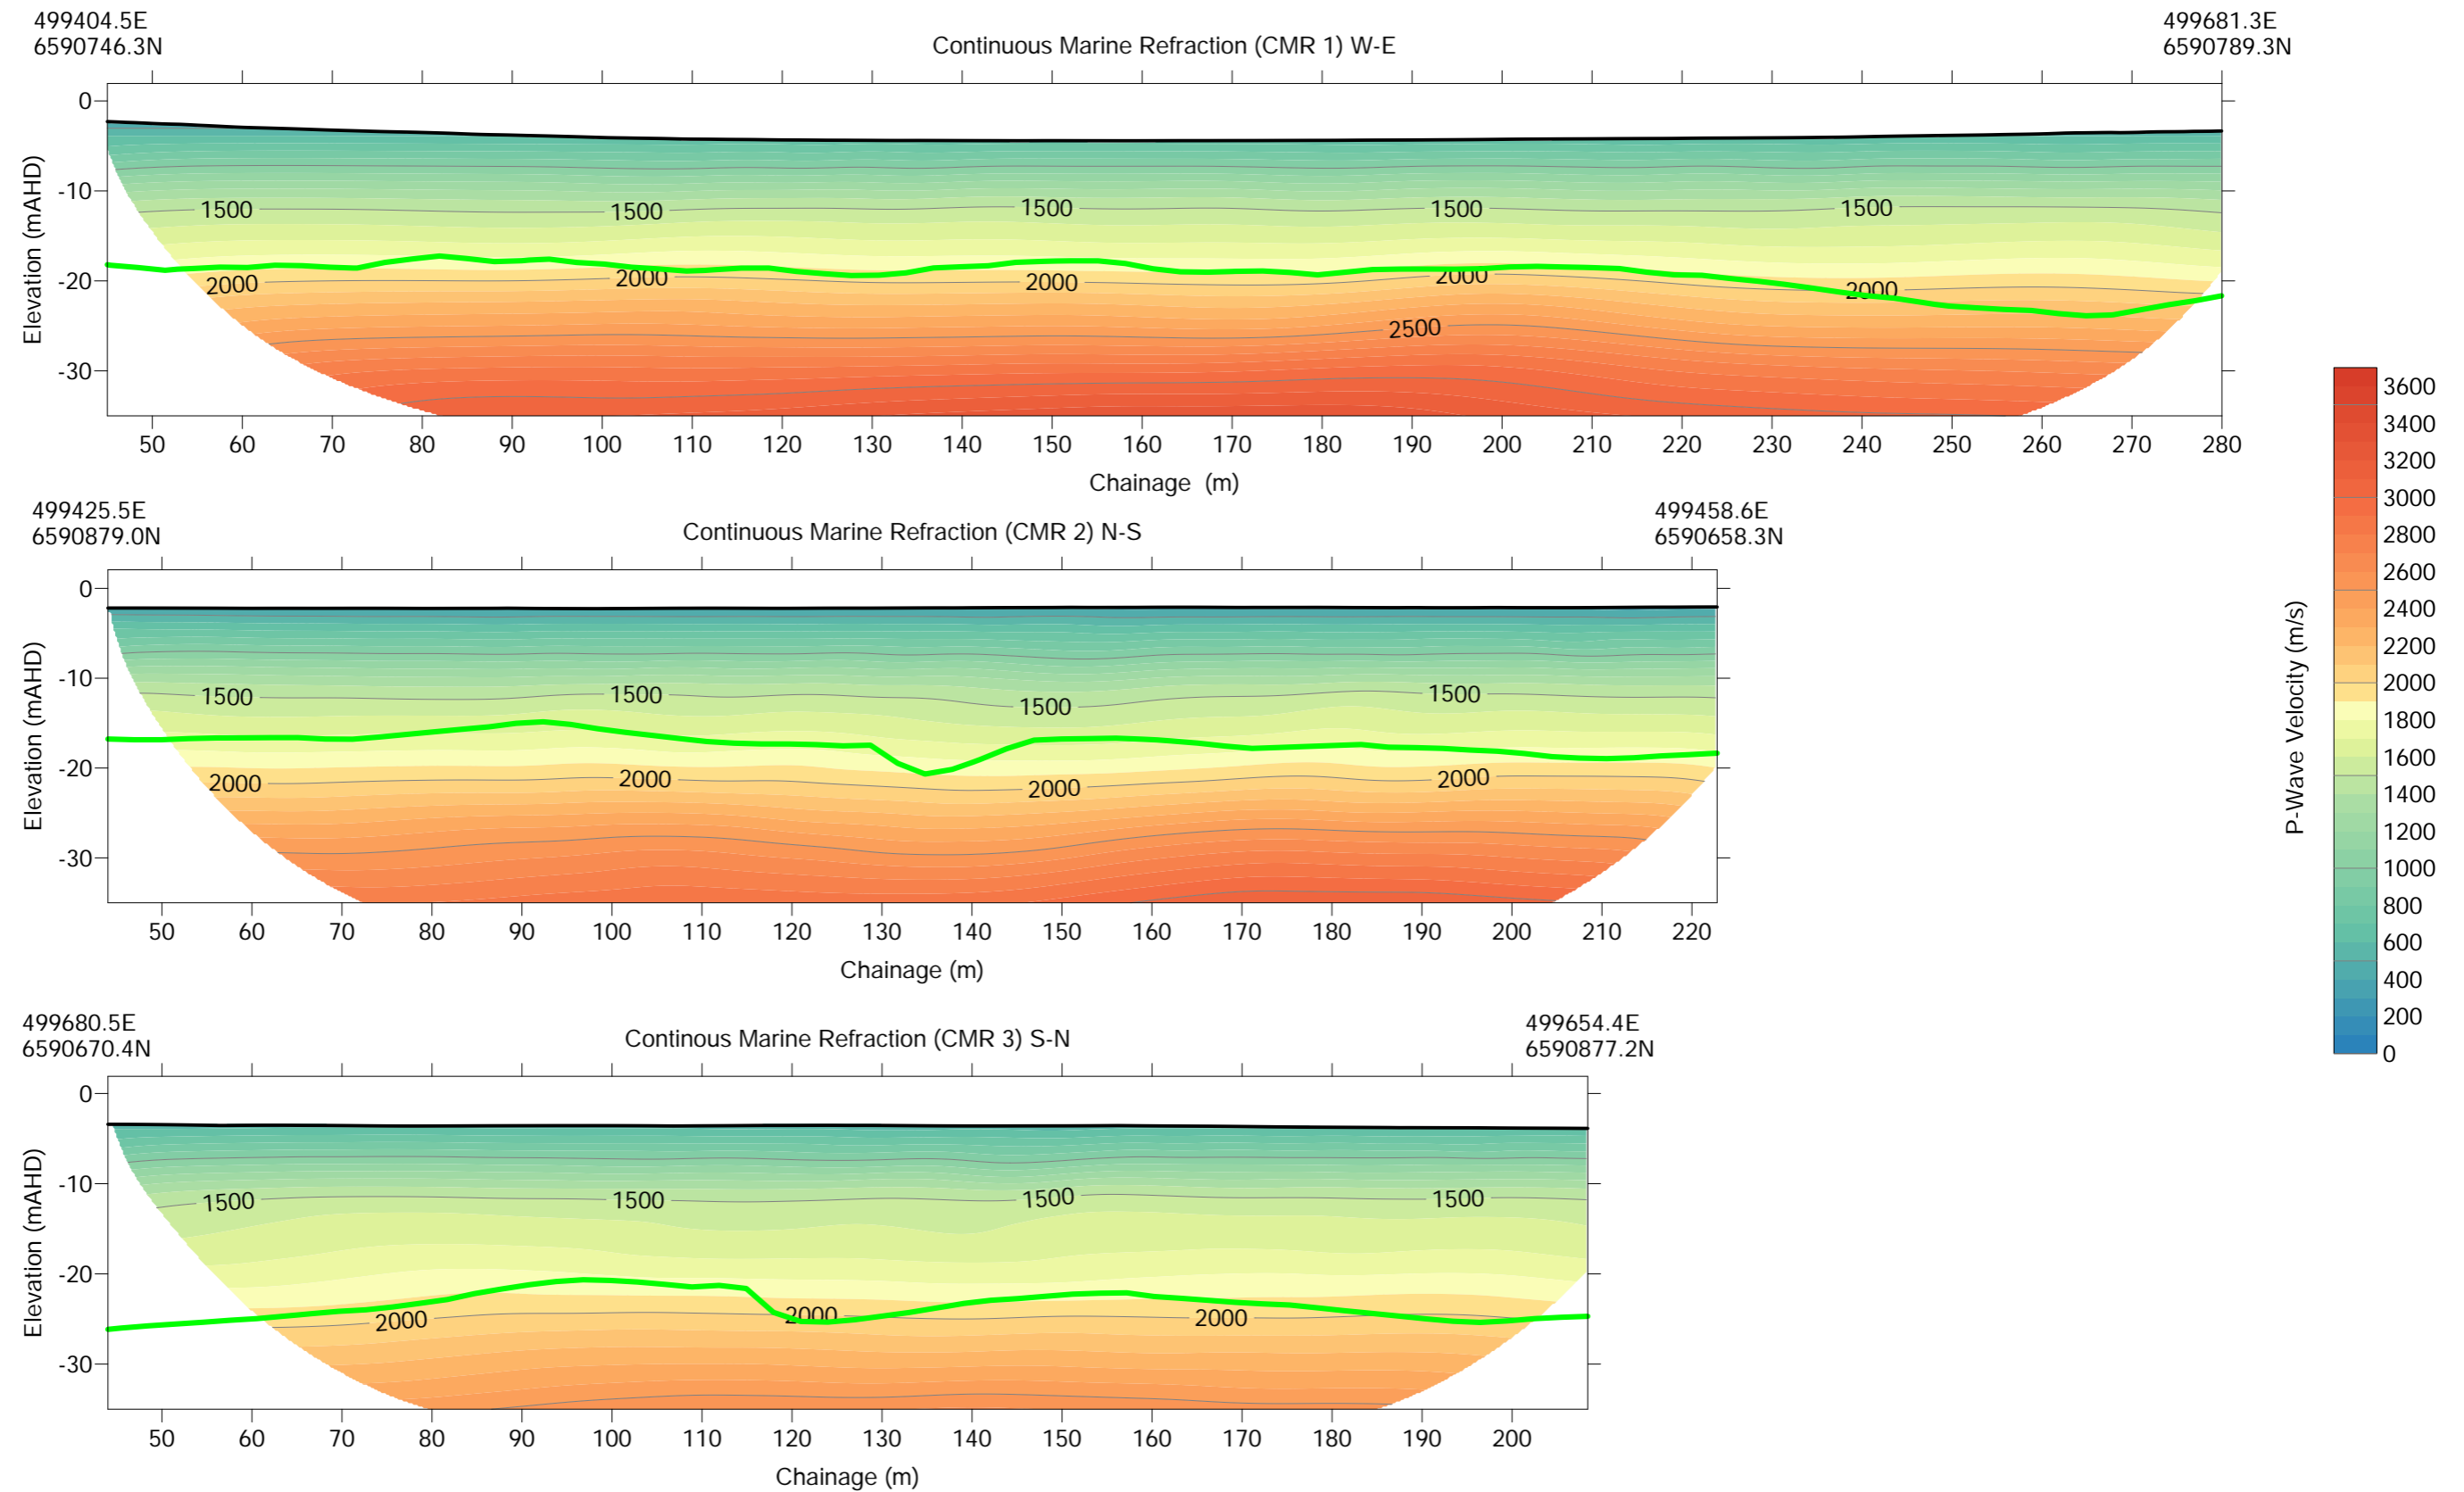 499404.5E
6590746.3N
Continuous Marine Refraction (CMR 1) W-E
499681.3E
6590789.3N
Elevation (mAHD)
0
-10
-20
-30
1500 1500 1500 1500 1500
2000 2000 2000 2000 2000
2500
50 60 70 80 90 100 110 120 130 140 150 160 170 180 190 200 210 220 230 240 250 260 270 280
Chainage (m)
499425.5E
6590879.0N
Continuous Marine Refraction (CMR 2) N-S
499458.6E
6590658.3N
Elevation (mAHD)
0
-10
-20
-30
1500 1500 1500 1500
2000 2000 2000 2000
50 60 70 80 90 100 110 120 130 140 150 160 170 180 190 200 210 220
Chainage (m)
499680.5E
6590670.4N
Continous Marine Refraction (CMR 3) S-N
499654.4E
6590877.2N
Elevation (mAHD)
0
-10
-20
-30
1500 1500 1500 1500
2000 2000 2000
50 60 70 80 90 100 110 120 130 140 150 160 170 180 190 200
Chainage (m)
P-Wave Velocity (m/s)
3600
3400
3200
3000
2800
2600
2400
2200
2000
1800
1600
1400
1200
1000
800
600
400
200
0